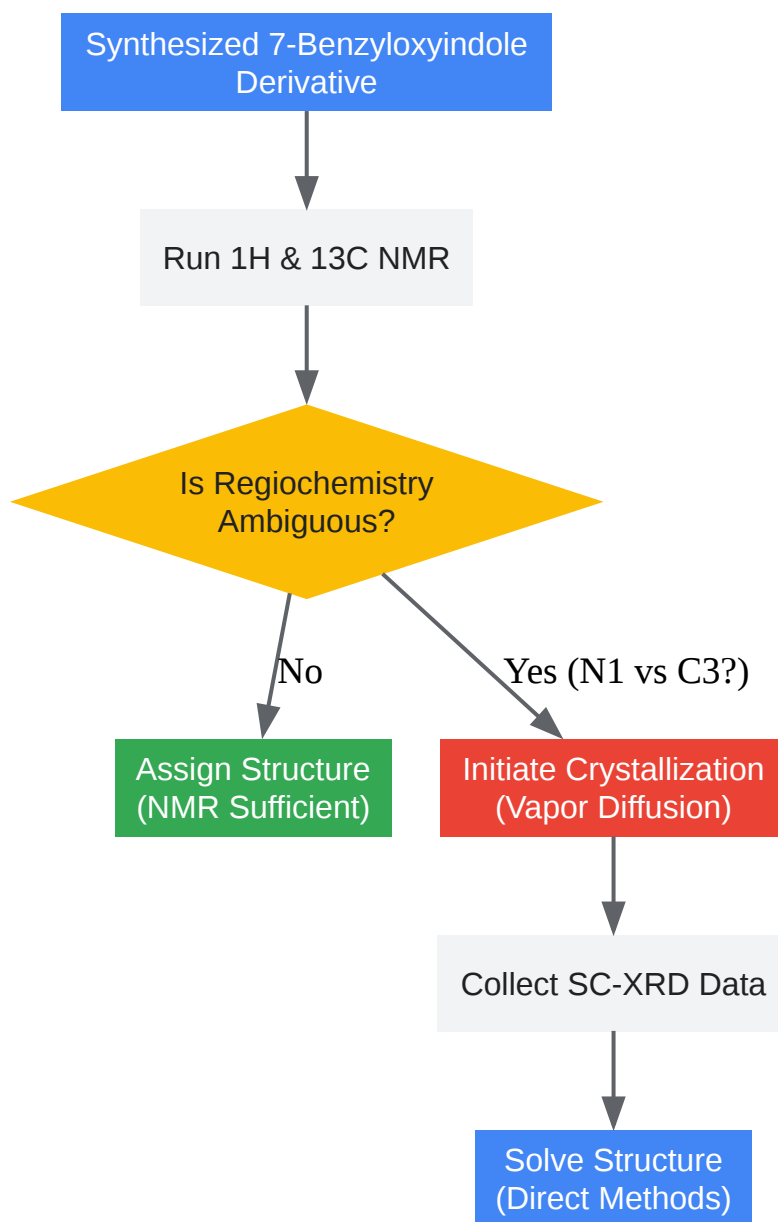 Synthesized 7-Benzyloxyindole
Derivative
Run 1H & 13C NMR
Is Regiochemistry
Ambiguous?
No
Yes (N1 vs C3?)
Assign Structure
(NMR Sufficient)
Initiate Crystallization
(Vapor Diffusion)
Collect SC-XRD Data
Solve Structure
(Direct Methods)